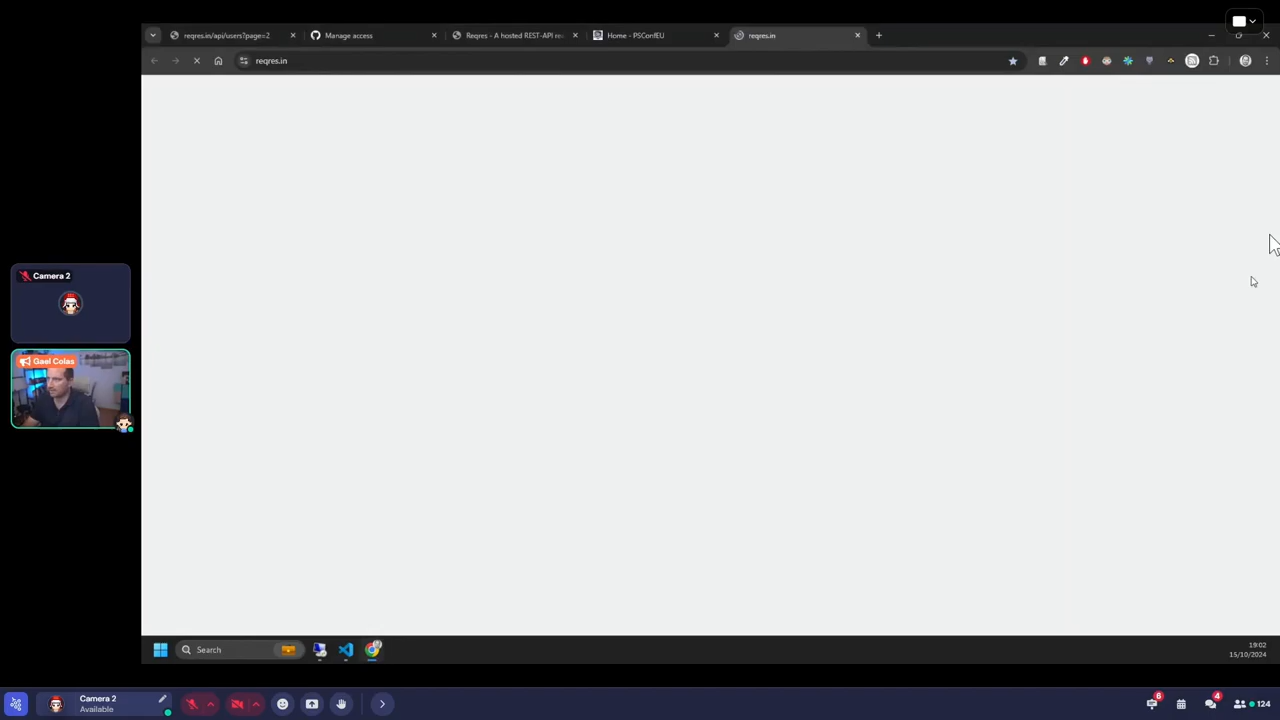 reqres.in/api/users?page=2
Manage access
Reqres - A hosted REST-API re
Home - PSConfEU
reqres.in
reqres.in
Camera 2
Gael Colas
Search
19:02
15/10/2024
Camera 2
Available
6
4
124